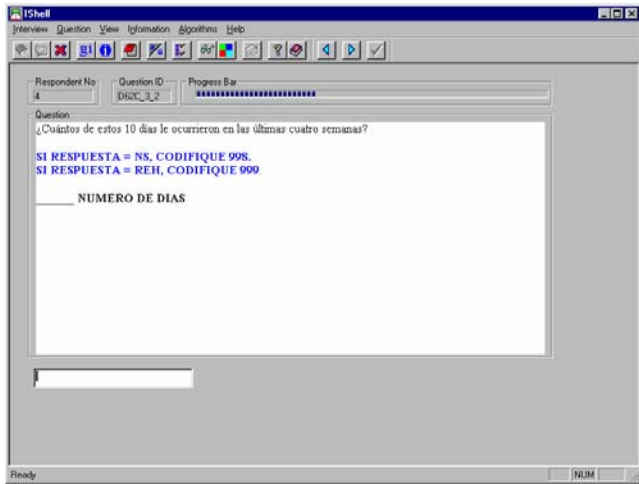 IShell
Interview Question View Information Algorithms Help
gi
Respondent No
Question ID
Progress Bar
4
D62C_3_2
Question
¿Cuántos de estos 10 días le ocurrieron en las últimas cuatro semanas?
SI RESPUESTA = NS, CODIFIQUE 998.
SI RESPUESTA = REH, CODIFIQUE 999
______ NUMERO DE DIAS
Ready
NUM